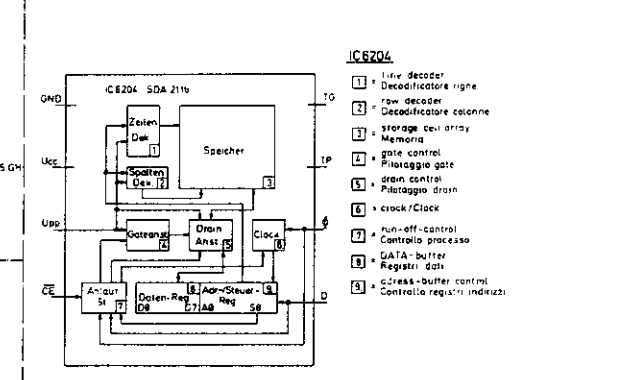 IC6204
IC6204 SDA 2116
GND
TG
Zeilen
Dek.
1
Speicher
3
5 GH
Ucc
TP
Spalten
Dek. 2
Upp
Gateanst.
4
Drain
Anst.
5
Clock
6
Φ
CE
Anlauf
St.
7
Daten-Reg
8
D0 D7
Adr/Steuer-
Reg
9
A0 S0
D
1 = line decoder
Decodificatore righe
2 = row decoder
Decodificatore colonne
3 = storage cell array
Memoria
4 = gate control
Pilotaggio gate
5 = drain control
Pilotaggio drain
6 = clock/Clock
7 = run-off-control
Controllo processo
8 = DATA-buffer
Registri dati
9 = adress-buffer control
Controllo registri indirizzi